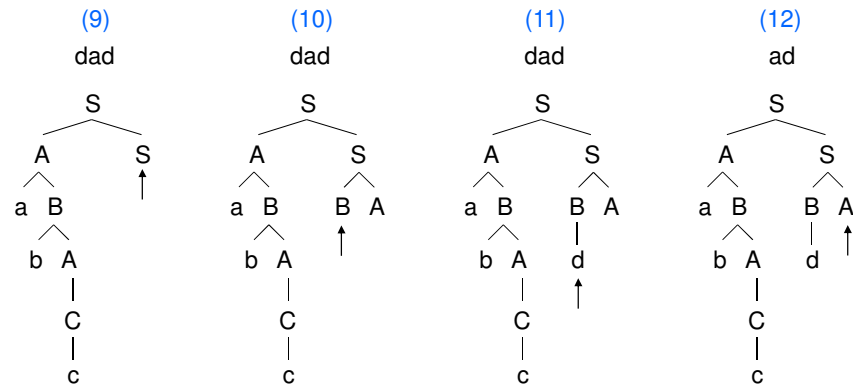 (9) (10) (11) (12)
dad dad dad ad
S S S S
A S A S A S A S
a B a B B A a B B A a B B A
b A b A b A d b A d
C C C C
c c c c